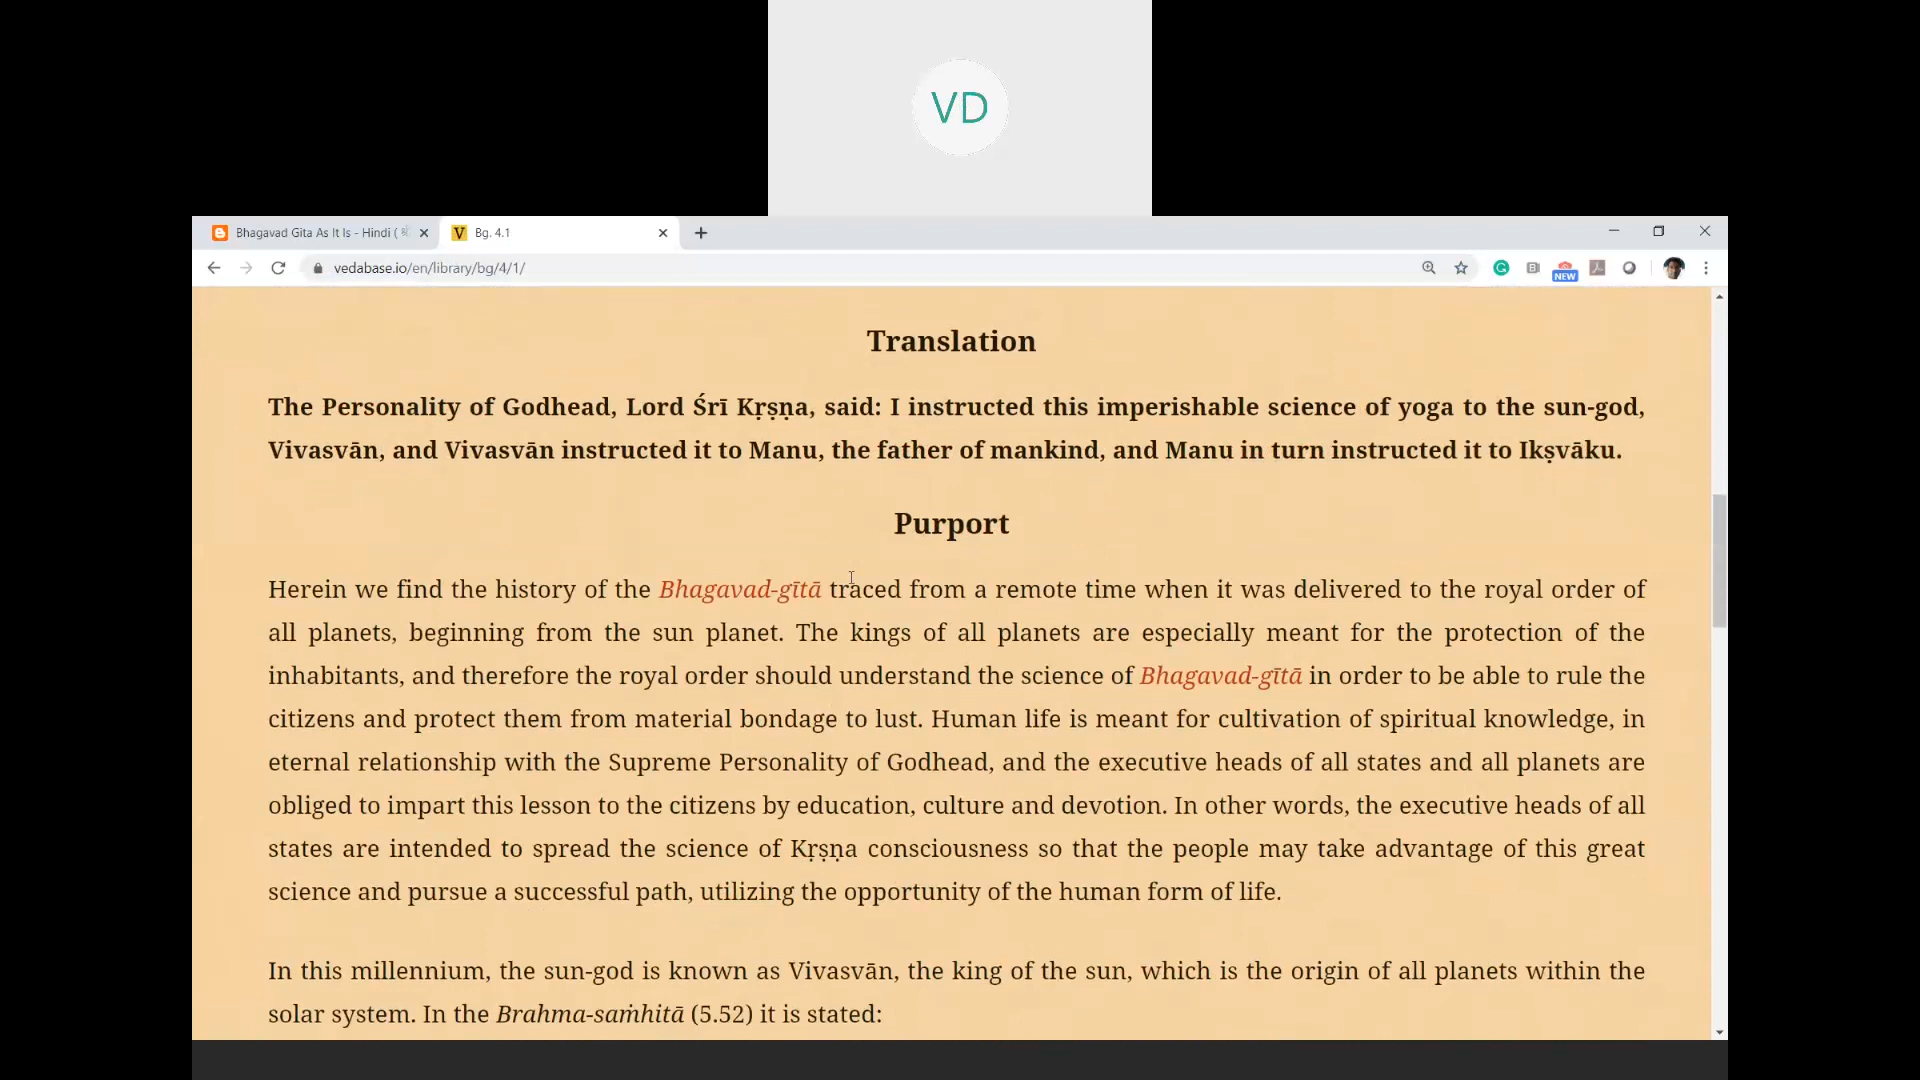 VD
Bhagavad Gita As It Is - Hindi (
Bg. 4.1
vedabase.io/en/library/bg/4/1/
NEW
Translation
The Personality of Godhead, Lord Śrī Kṛṣṇa, said: I instructed this imperishable science of yoga to the sun-god,
Vivasvān, and Vivasvān instructed it to Manu, the father of mankind, and Manu in turn instructed it to Ikṣvāku.
Purport
Herein we find the history of the Bhagavad-gītā traced from a remote time when it was delivered to the royal order of
all planets, beginning from the sun planet. The kings of all planets are especially meant for the protection of the
inhabitants, and therefore the royal order should understand the science of Bhagavad-gītā in order to be able to rule the
citizens and protect them from material bondage to lust. Human life is meant for cultivation of spiritual knowledge, in
eternal relationship with the Supreme Personality of Godhead, and the executive heads of all states and all planets are
obliged to impart this lesson to the citizens by education, culture and devotion. In other words, the executive heads of all
states are intended to spread the science of Kṛṣṇa consciousness so that the people may take advantage of this great
science and pursue a successful path, utilizing the opportunity of the human form of life.
In this millennium, the sun-god is known as Vivasvān, the king of the sun, which is the origin of all planets within the
solar system. In the Brahma-saṁhitā (5.52) it is stated: